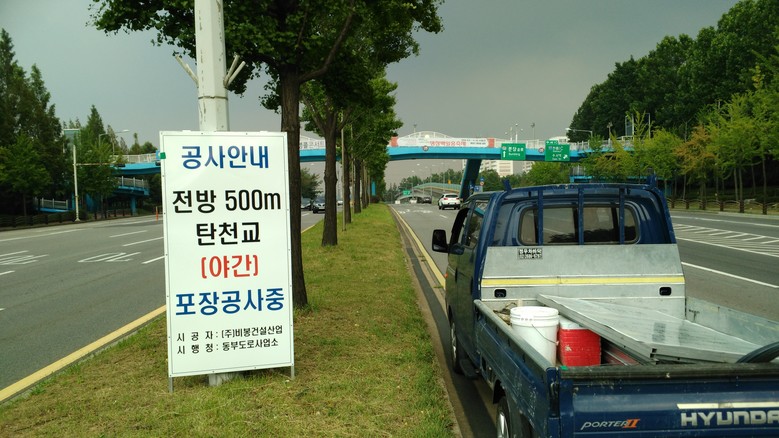 공사안내
전방 500m
탄천교
(야간)
포장공사중
시 공 자 : (주)비봉건설산업
시 행 청 : 동부도로사업소
PORTER II
HYUNDAI